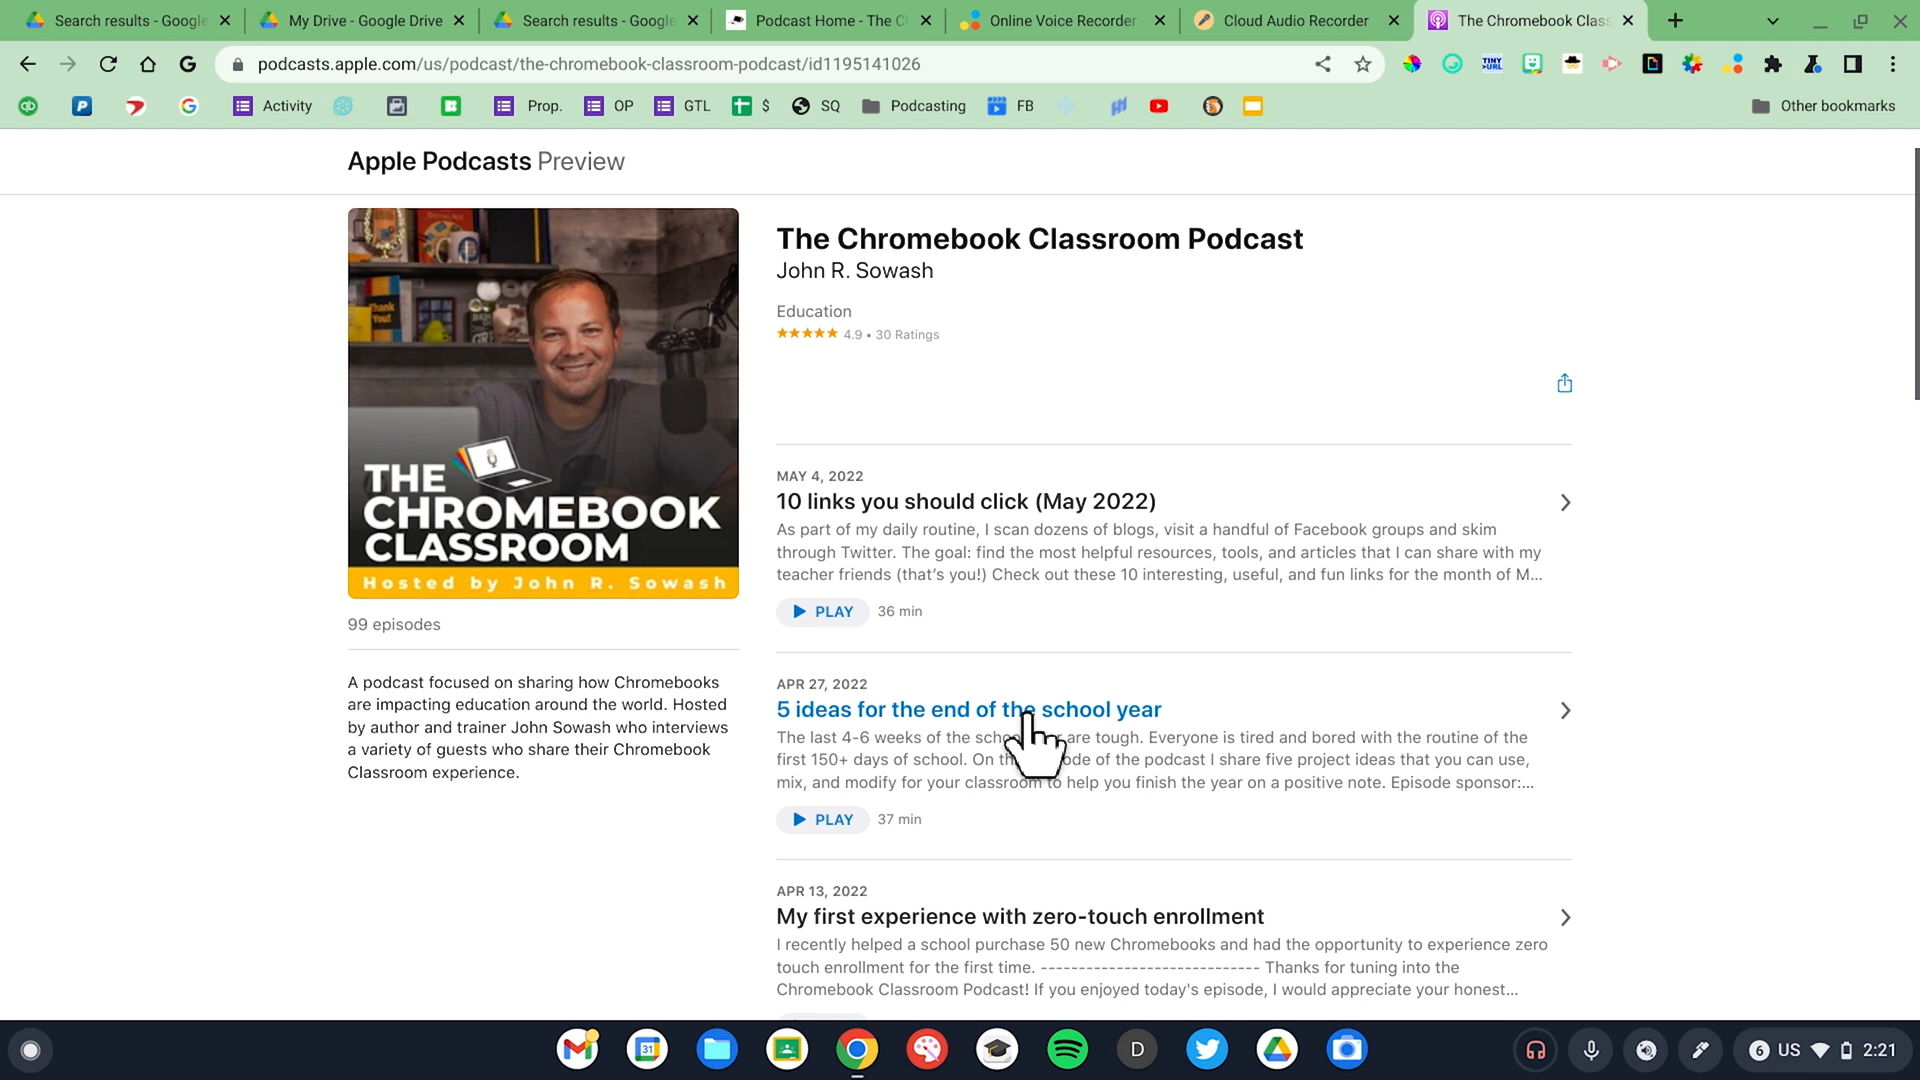 Search results - Google
My Drive - Google Drive
Search results - Google
Podcast Home - The Cl
Online Voice Recorder
Cloud Audio Recorder
The Chromebook Class
podcasts.apple.com/us/podcast/the-chromebook-classroom-podcast/id1195141026
TINY
URL
Activity
Prop.
OP
GTL
$
SQ
Podcasting
FB
Other bookmarks
Apple Podcasts Preview
Thank
You!
THE
CHROMEBOOK
CLASSROOM
Hosted by John R. Sowash
99 episodes
A podcast focused on sharing how Chromebooks
are impacting education around the world. Hosted
by author and trainer John Sowash who interviews
a variety of guests who share their Chromebook
Classroom experience.
The Chromebook Classroom Podcast
John R. Sowash
Education
4.9 • 30 Ratings
MAY 4, 2022
10 links you should click (May 2022)
As part of my daily routine, I scan dozens of blogs, visit a handful of Facebook groups and skim
through Twitter. The goal: find the most helpful resources, tools, and articles that I can share with my
teacher friends (that's you!) Check out these 10 interesting, useful, and fun links for the month of M...
PLAY 36 min
APR 27, 2022
5 ideas for the end of the school year
The last 4-6 weeks of the are tough. Everyone is tired and bored with the routine of the
first 150+ days of school. On of the podcast I share five project ideas that you can use,
mix, and modify for your classroom to help you finish the year on a positive note. Episode sponsor:...
PLAY 37 min
APR 13, 2022
My first experience with zero-touch enrollment
I recently helped a school purchase 50 new Chromebooks and had the opportunity to experience zero
touch enrollment for the first time. ----------------------------- Thanks for tuning into the
Chromebook Classroom Podcast! If you enjoyed today's episode, I would appreciate your honest...
31
D
6 US 2:21